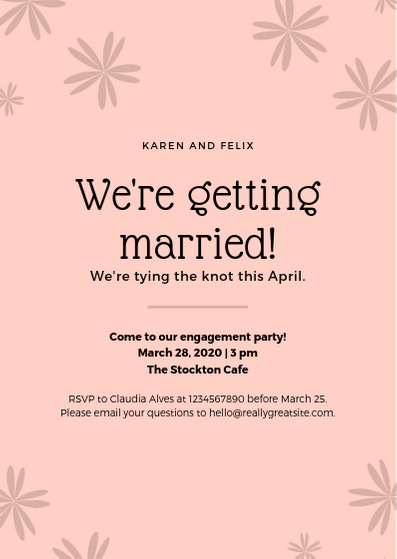 KAREN AND FELIX
We're getting
married!
We're tying the knot this April.
Come to our engagement party!
March 28, 2020 | 3 pm
The Stockton Cafe
RSVP to Claudia Alves at 1234567890 before March 25.
Please email your questions to hello@reallygreatsite.com.